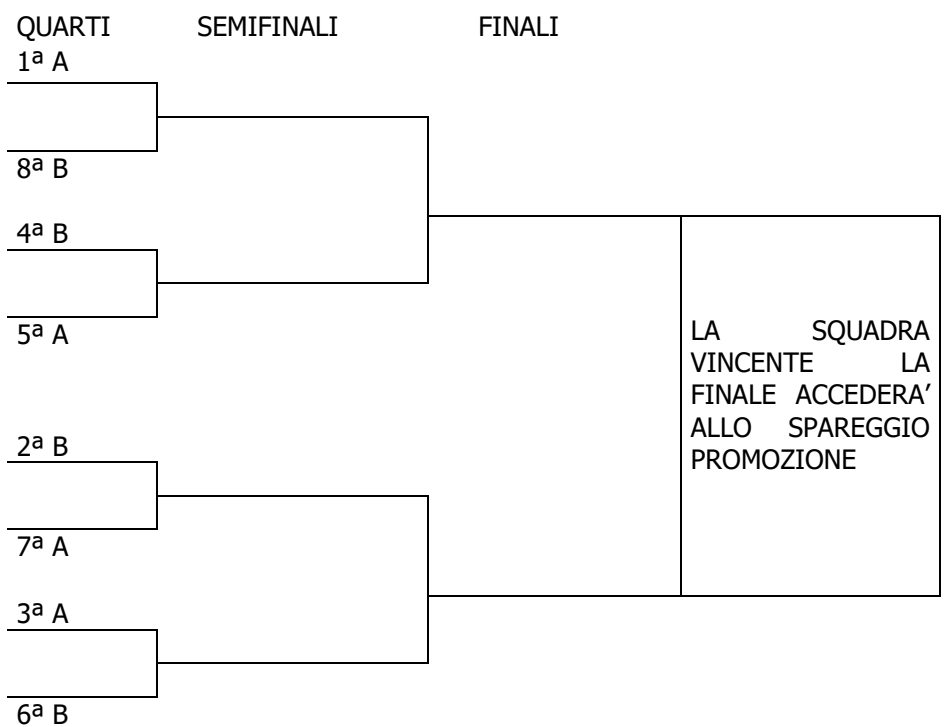 QUARTI SEMIFINALI FINALI
1ª A
8ª B
4ª B
5ª A
LA SQUADRA
VINCENTE LA
FINALE ACCEDERA’
ALLO SPAREGGIO
PROMOZIONE
2ª B
7ª A
3ª A
6ª B